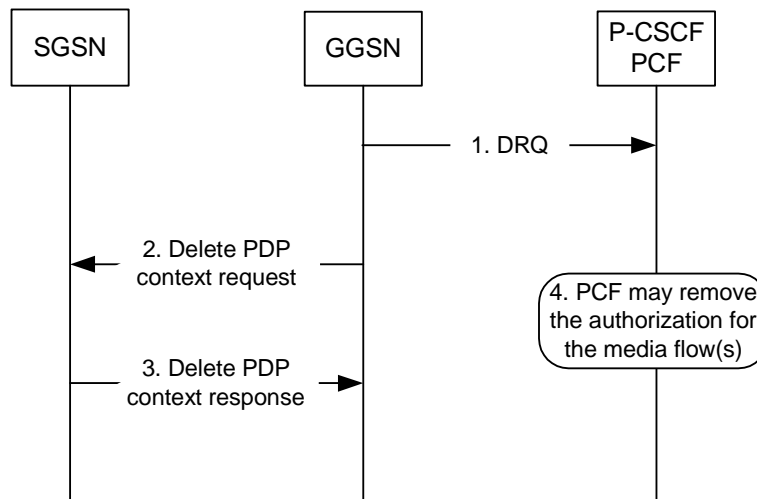 SGSN
GGSN
P-CSCF
PCF
1. DRQ
2. Delete PDP
context request
4. PCF may remove
the authorization for
the media flow(s)
3. Delete PDP
context response